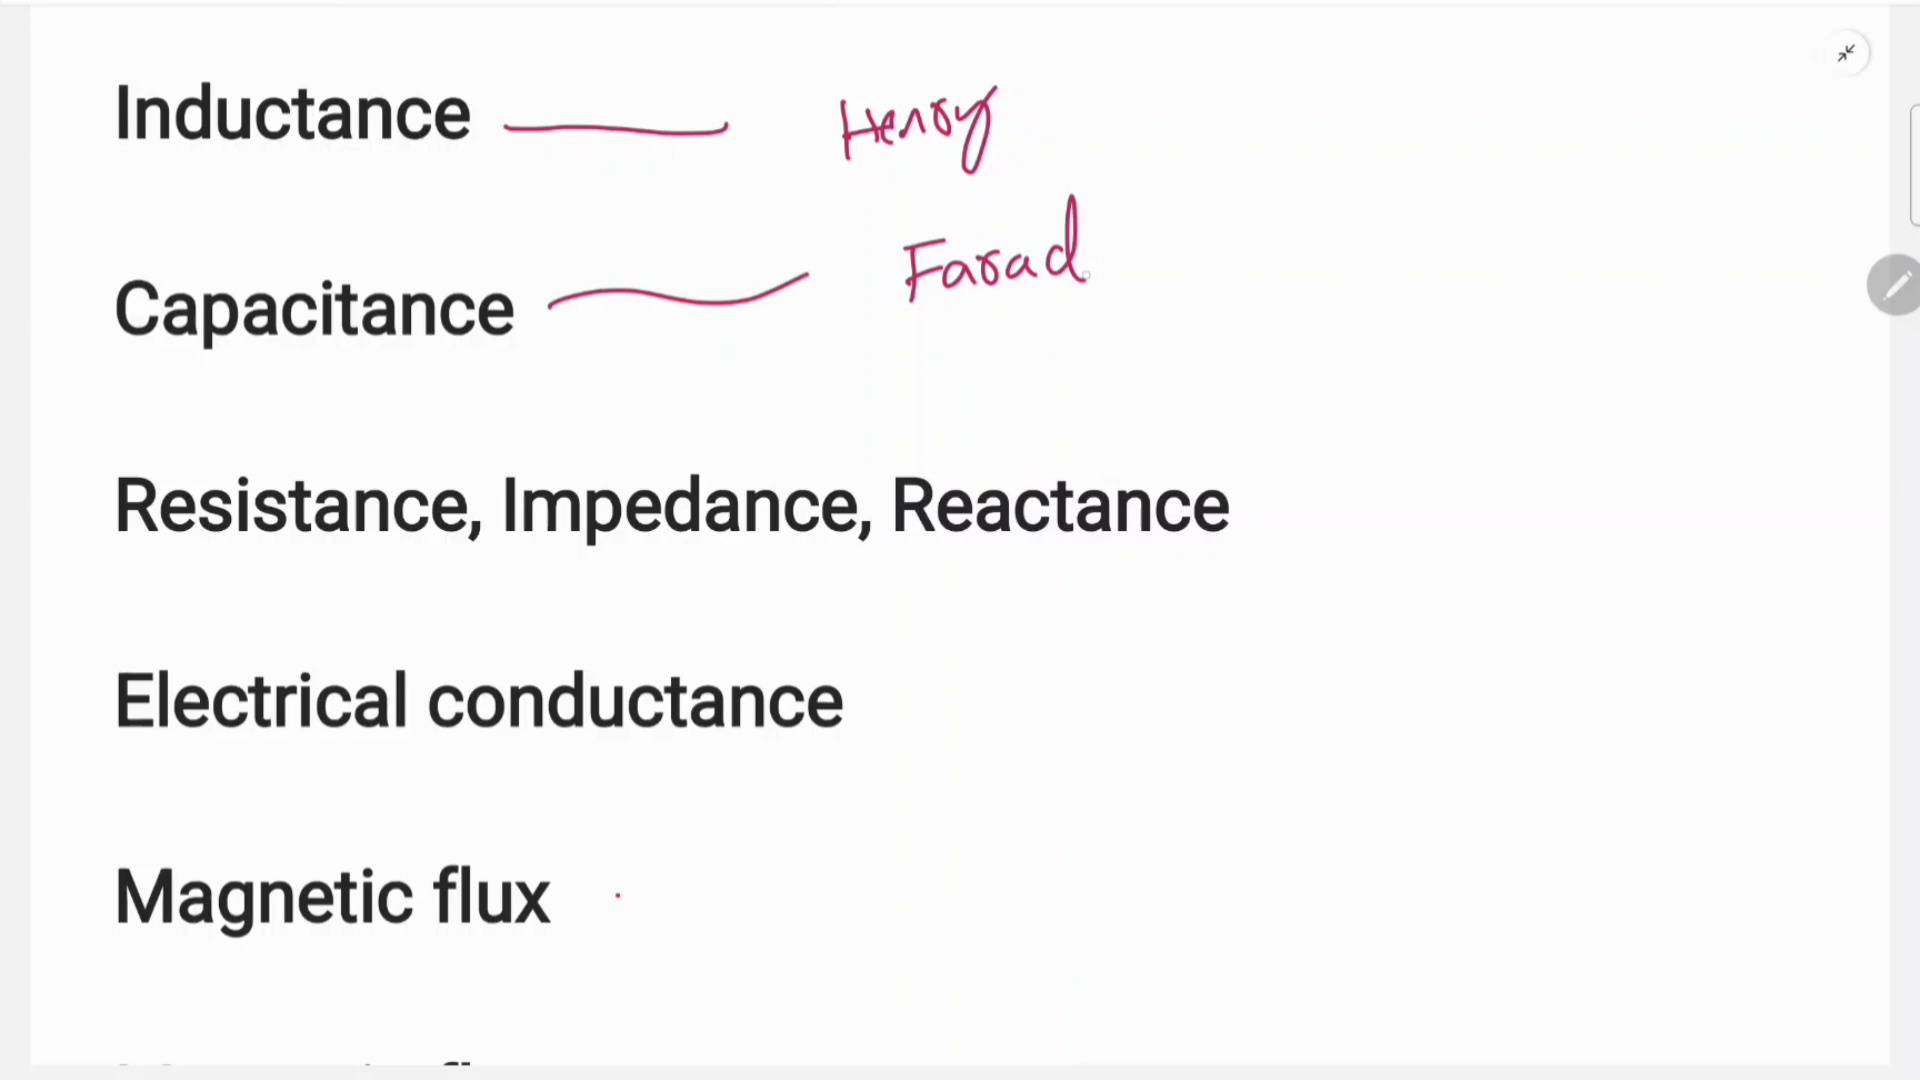 Inductance Henry
Capacitance Farad
Resistance, Impedance, Reactance
Electrical conductance
Magnetic flux